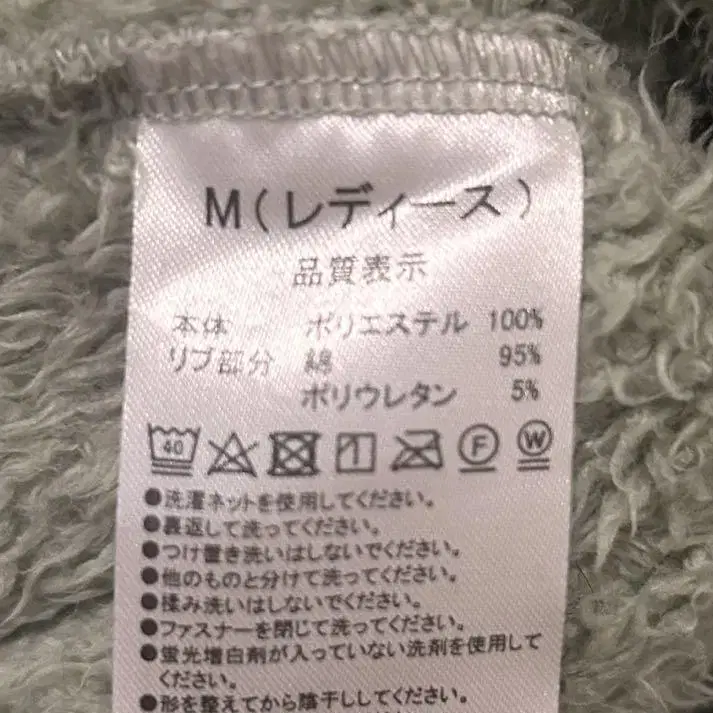 M(レディース)
品質表示
本体 ポリエステル 100%
リブ部分 綿 95%
ポリウレタン 5%
40 F W
●洗濯ネットを使用してください。
●裏返して洗ってください。
●つけ置き洗いはしないでください。
●他のものと分けて洗ってください。
●揉み洗いはしないでください。
●ファスナーを閉じて洗ってください。
●蛍光増白剤が入っていない洗剤を使用して
ください。
●形を整えてから陰干ししてください。